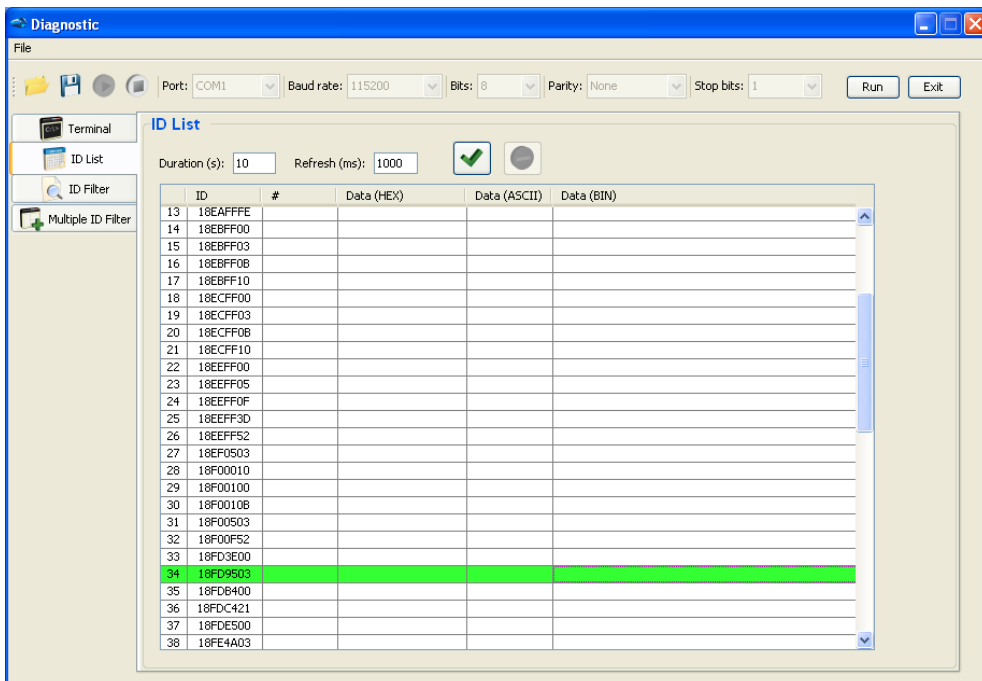 Diagnostic
File
Port: COM1 Baud rate: 115200 Bits: 8 Parity: None Stop bits: 1 Run Exit
Terminal
ID List
ID Filter
Multiple ID Filter
ID List
Duration (s): 10 Refresh (ms): 1000
ID # Data (HEX) Data (ASCII) Data (BIN)
13 18EAFFFE
14 18EBFF00
15 18EBFF03
16 18EBFF0B
17 18EBFF10
18 18ECFF00
19 18ECFF03
20 18ECFF0B
21 18ECFF10
22 18EEFF00
23 18EEFF05
24 18EEFF0F
25 18EEFF3D
26 18EEFF52
27 18EF0503
28 18F00010
29 18F00100
30 18F0010B
31 18F00503
32 18F00F52
33 18FD3E00
34 18FD9503
35 18FDB400
36 18FDC421
37 18FDE500
38 18FE4A03